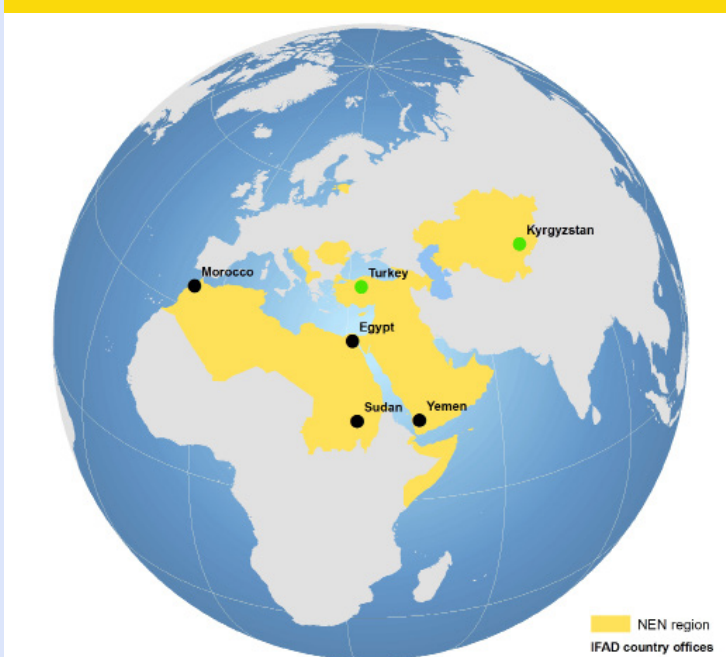 Kyrgyzstan
Morocco
Turkey
Egypt
Sudan
Yemen
NEN region
IFAD country offices